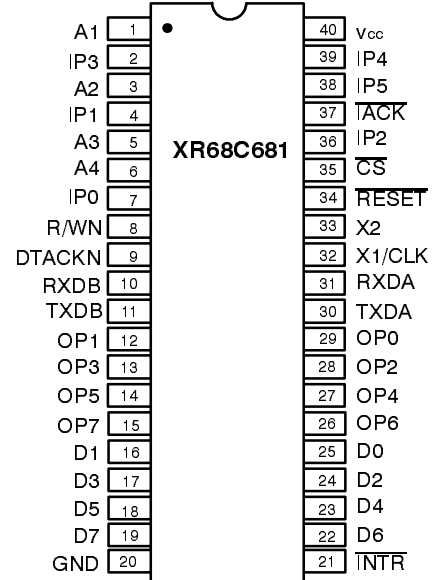 A1 1 40 Vcc
IP3 2 39 IP4
A2 3 38 IP5
IP1 4 37 IACK
A3 5 36 IP2
XR68C681
A4 6 35 CS
IP0 7 34 RESET
R/WN 8 33 X2
DTACKN 9 32 X1/CLK
RXDB 10 31 RXDA
TXDB 11 30 TXDA
OP1 12 29 OP0
OP3 13 28 OP2
OP5 14 27 OP4
OP7 15 26 OP6
D1 16 25 D0
D3 17 24 D2
D5 18 23 D4
D7 19 22 D6
GND 20 21 INTR